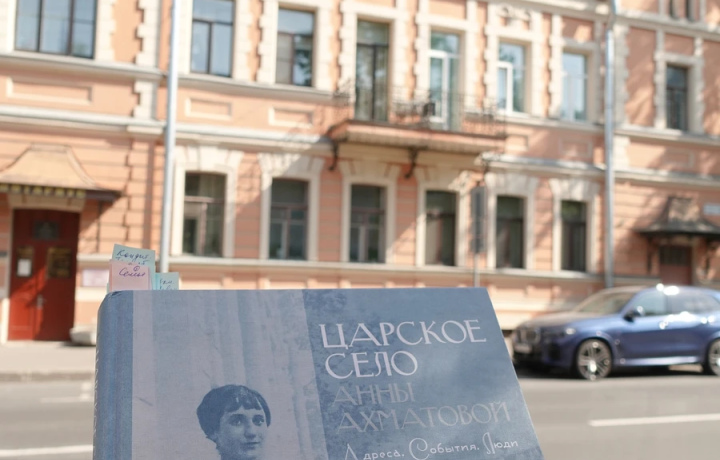 ЦАРСКОЕ
СЕЛО
АННЫ
АХМАТОВОЙ
Адреса. События. Люди